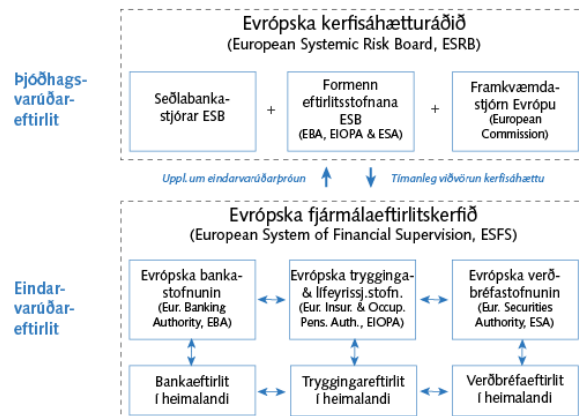 Evrópska kerfisáhætturáðið
(European Systemic Risk Board, ESRB)
Þjóðhags-
varúðar-
eftirlit
Seðlabanka-
stjórar ESB
+
Formenn
eftirlitsstofnana
ESB
(EBA, EIOPA & ESA)
+
Framkvæmda-
stjórn Evrópu
(European
Commission)
Uppl. um eindarvarúðarþróun
Tímanleg viðvörun kerfisáhættu
Evrópska fjármálaeftirlitskerfið
(European System of Financial Supervision, ESFS)
Eindar-
varúðar-
eftirlit
Evrópska banka-
stofnunin
(Eur. Banking
Authority, EBA)
Evrópska trygginga-
& lífeyrissj.stofn.
(Eur. Insur. & Occup.
Pens. Auth., EIOPA)
Evrópska verð-
bréfastofnunin
(Eur. Securities
Authority, ESA)
Bankaeftirlit
í heimalandi
Tryggingareftirlit
í heimalandi
Verðbréfaeftirlit
í heimalandi